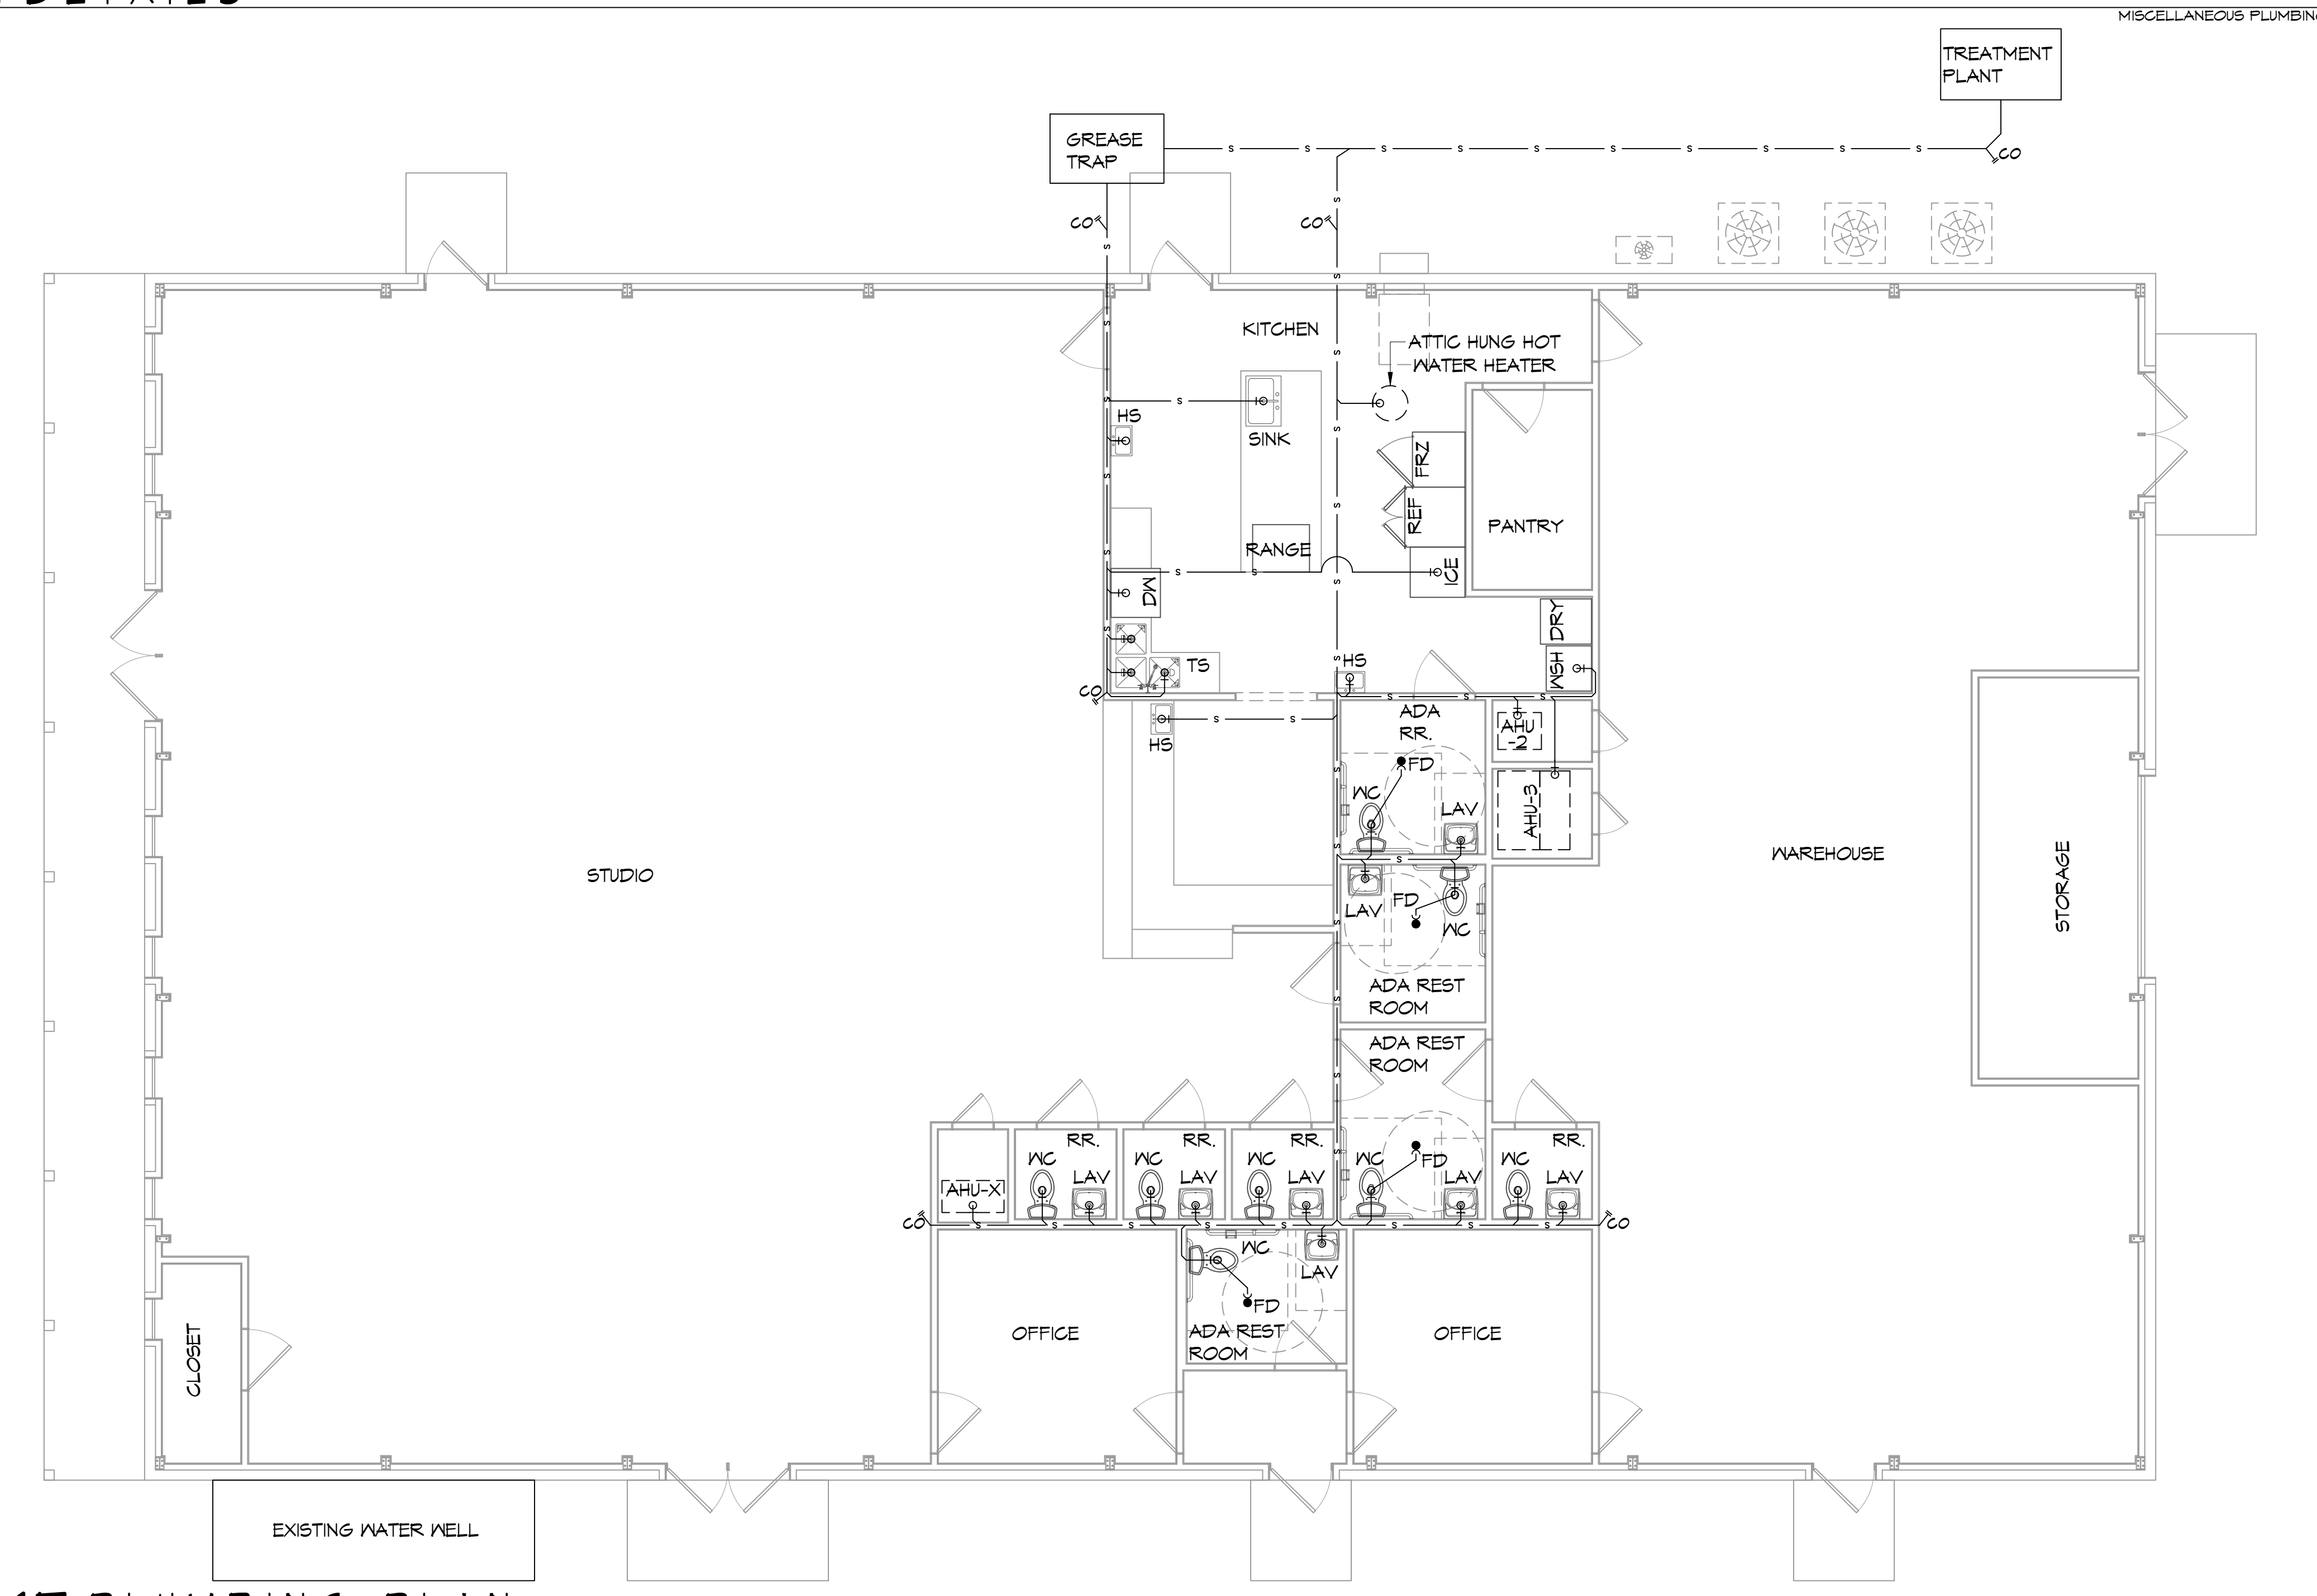 MISCELLANEOUS PLUMBING
TREATMENT
PLANT
GREASE
TRAP
S S S S S S S S S S
CO
CO
CO
KITCHEN
ATTIC HUNG HOT
WATER HEATER
HS
SINK
FRZ
REF
PANTRY
RANGE
ICE
DW
DRY
TS
HS
WSH
CO
HS
ADA
RR.
AHU
-2
FD
WC
LAV
AHU-3
STUDIO
WAREHOUSE
STORAGE
LAV
FD
WC
ADA REST
ROOM
ADA REST
ROOM
RR.
RR.
RR.
RR.
WC
LAV
WC
LAV
WC
LAV
WC
FD
LAV
WC
LAV
AHU-X
CO
CO
WC
LAV
FD
ADA REST
ROOM
OFFICE
OFFICE
CLOSET
EXISTING WATER WELL